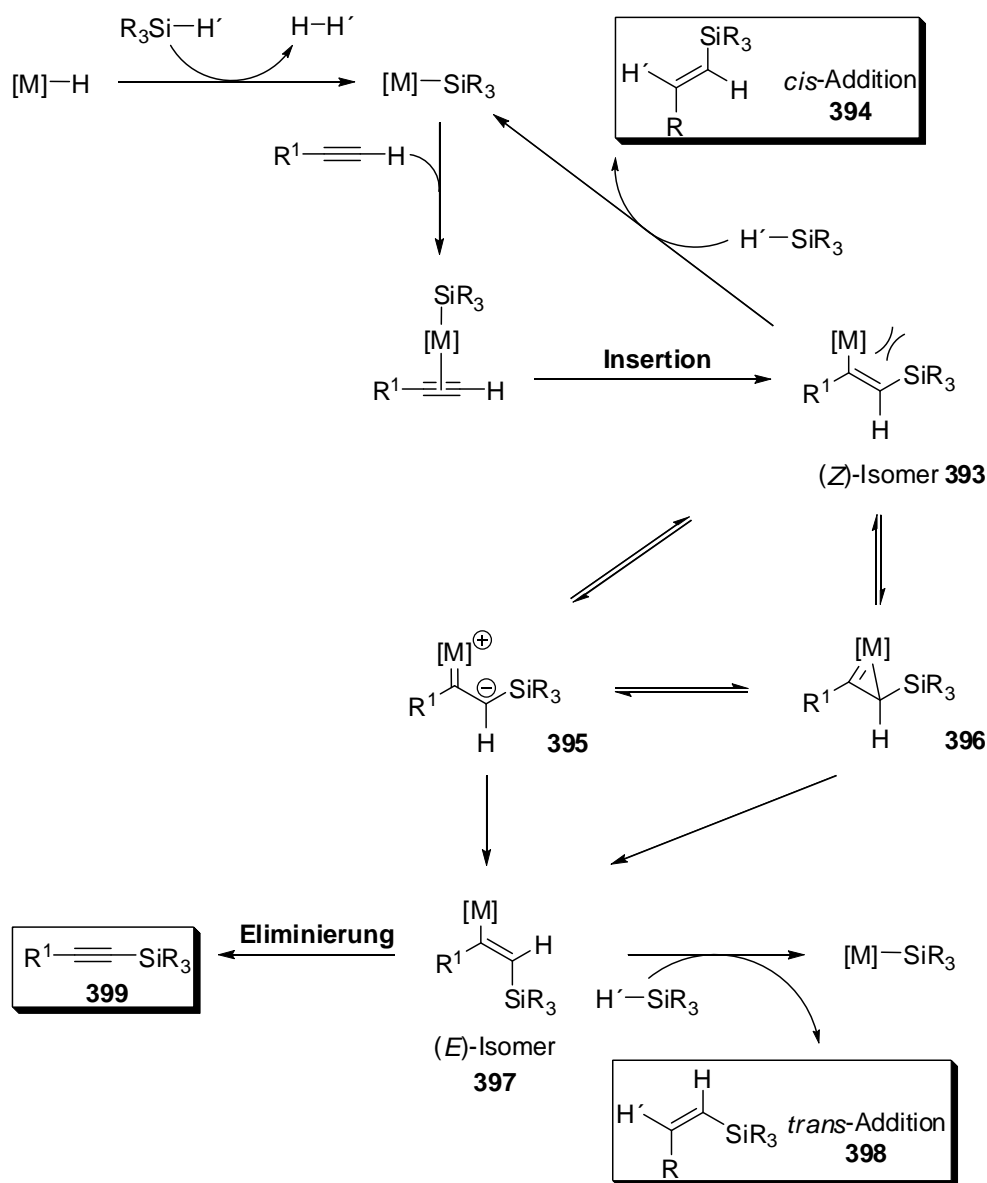 R3Si—H´ H—H´
[M]—H [M]—SiR3
R1 H
SiR3
H´ H
R
cis-Addition
394
H´—SiR3
SiR3
[M]
R1 H
Insertion
[M]
R1 SiR3
H
(Z)-Isomer 393
[M] ⊕
R1 ⊖ SiR3
H
395
[M]
R1 SiR3
H
396
R1 SiR3
399
Eliminierung
[M]
R1 H
SiR3
(E)-Isomer
397
H´—SiR3
[M]—SiR3
H
H´ SiR3
R
trans-Addition
398